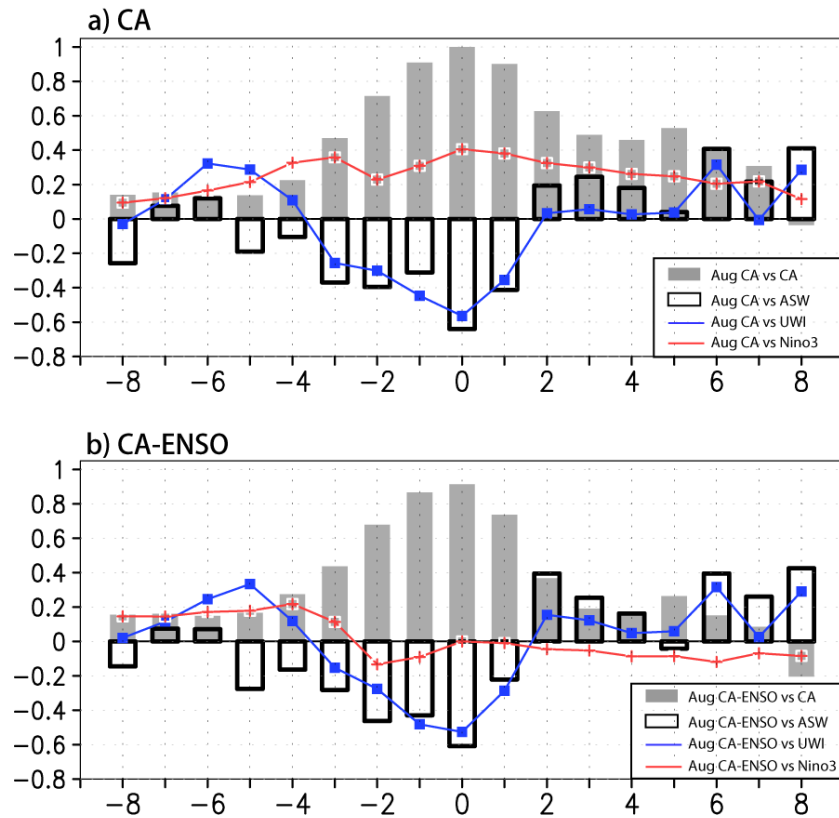 a) CA
1
0.8
0.6
0.4
0.2
0
−0.2
−0.4
−0.6
−0.8
Aug CA vs CA
Aug CA vs ASW
Aug CA vs UWI
Aug CA vs Nino3
−8 −6 −4 −2 0 2 4 6 8
b) CA-ENSO
1
0.8
0.6
0.4
0.2
0
−0.2
−0.4
−0.6
−0.8
Aug CA-ENSO vs CA
Aug CA-ENSO vs ASW
Aug CA-ENSO vs UWI
Aug CA-ENSO vs Nino3
−8 −6 −4 −2 0 2 4 6 8